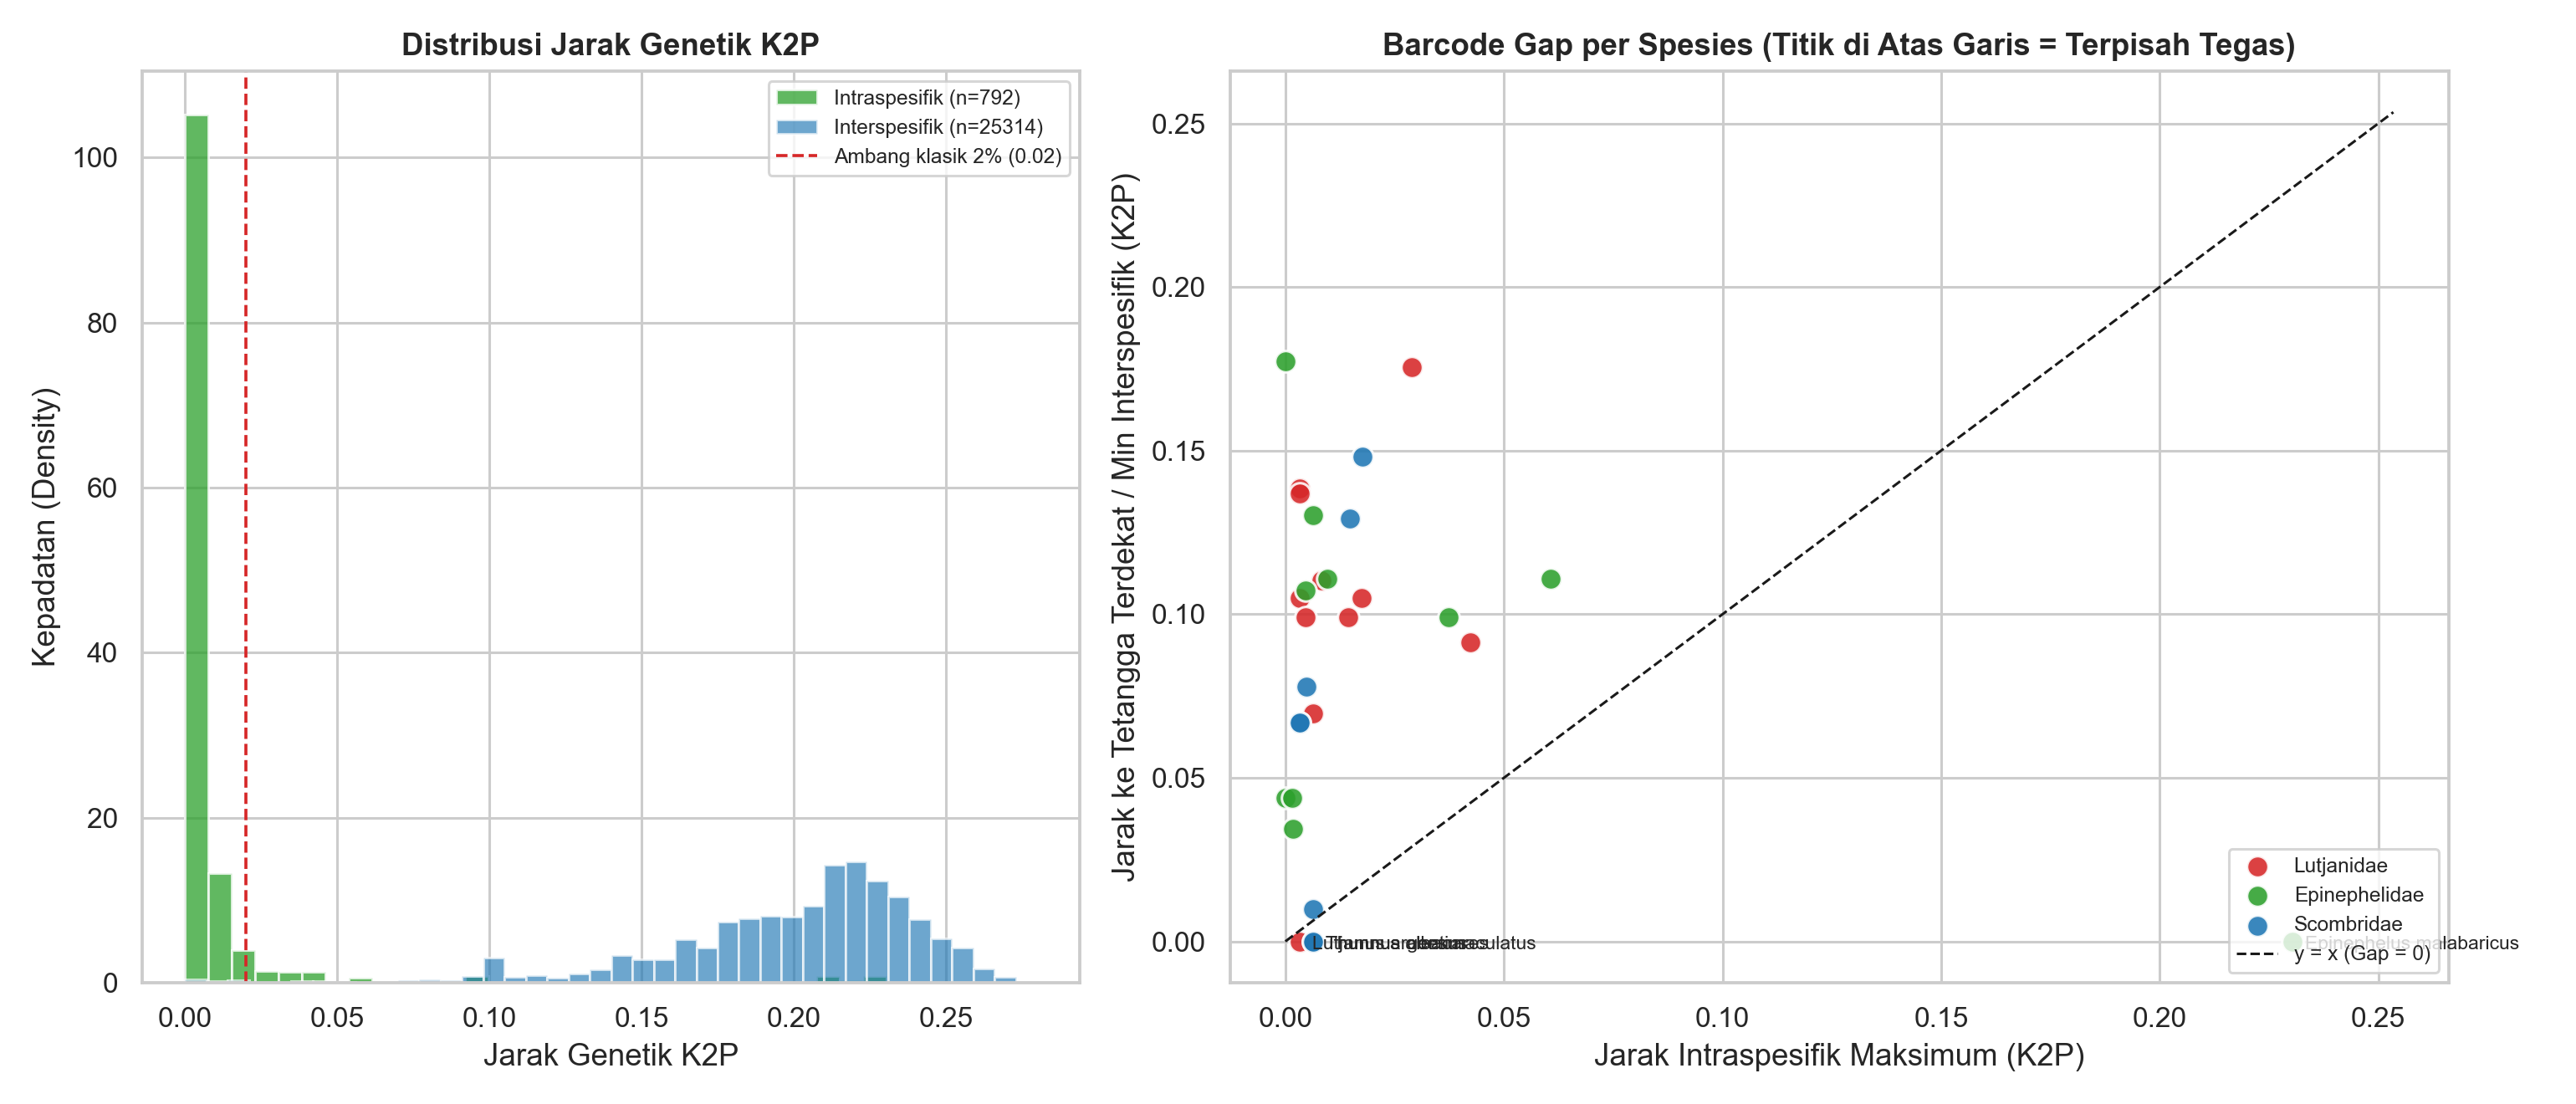 Distribusi Jarak Genetik K2P
Kepadatan (Density)
100
80
60
40
20
0
Intraspesifik (n=792)
Interspesifik (n=25314)
Ambang klasik 2% (0.02)
0.00 0.05 0.10 0.15 0.20 0.25
Jarak Genetik K2P
Barcode Gap per Spesies (Titik di Atas Garis = Terpisah Tegas)
Jarak ke Tetangga Terdekat / Min Interspesifik (K2P)
0.25
0.20
0.15
0.10
0.05
0.00
Epinephelus malabaricus
Lutjanidae
Epinephelidae
Scombridae
y = x (Gap = 0)
0.00 0.05 0.10 0.15 0.20 0.25
Jarak Intraspesifik Maksimum (K2P)